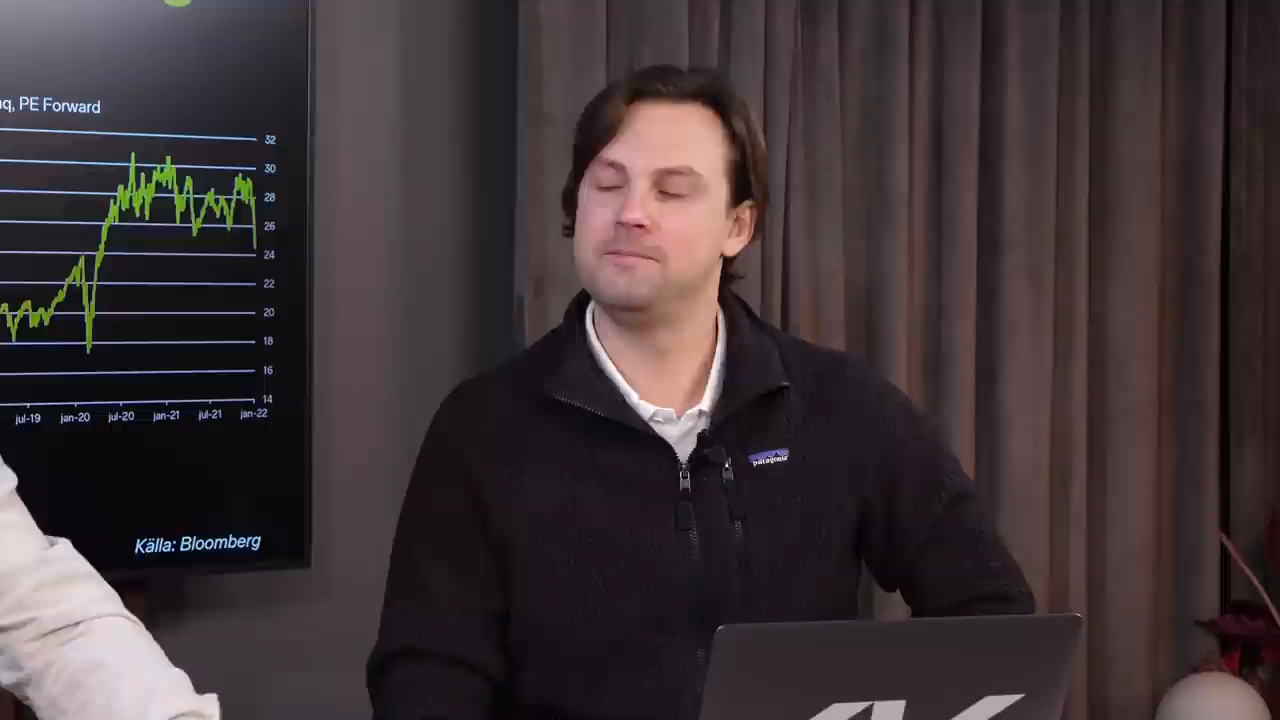 q, PE Forward
32
30
28
26
24
22
20
18
16
14
jul-19 jan-20 jul-20 jan-21 jul-21 jan-22
Källa: Bloomberg
patagonia